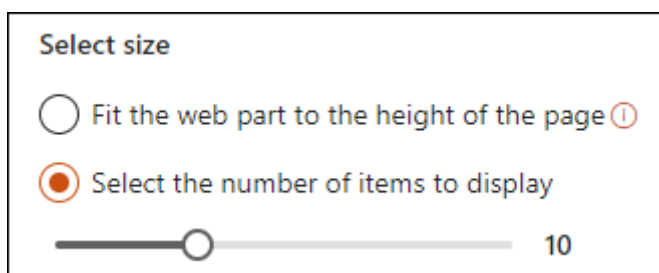 Select size
Fit the web part to the height of the page
Select the number of items to display
10